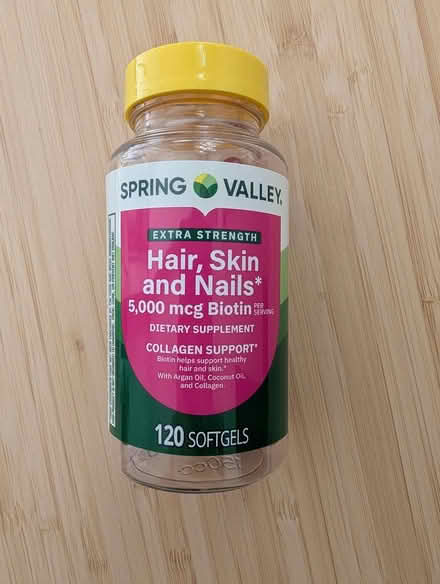 SPRING VALLEY®
EXTRA STRENGTH
Hair, Skin
and Nails*
5,000 mcg Biotin PER SERVING
DIETARY SUPPLEMENT
COLLAGEN SUPPORT*
Biotin helps support healthy
hair and skin.*
With Argan Oil, Coconut Oil,
and Collagen
120 SOFTGELS